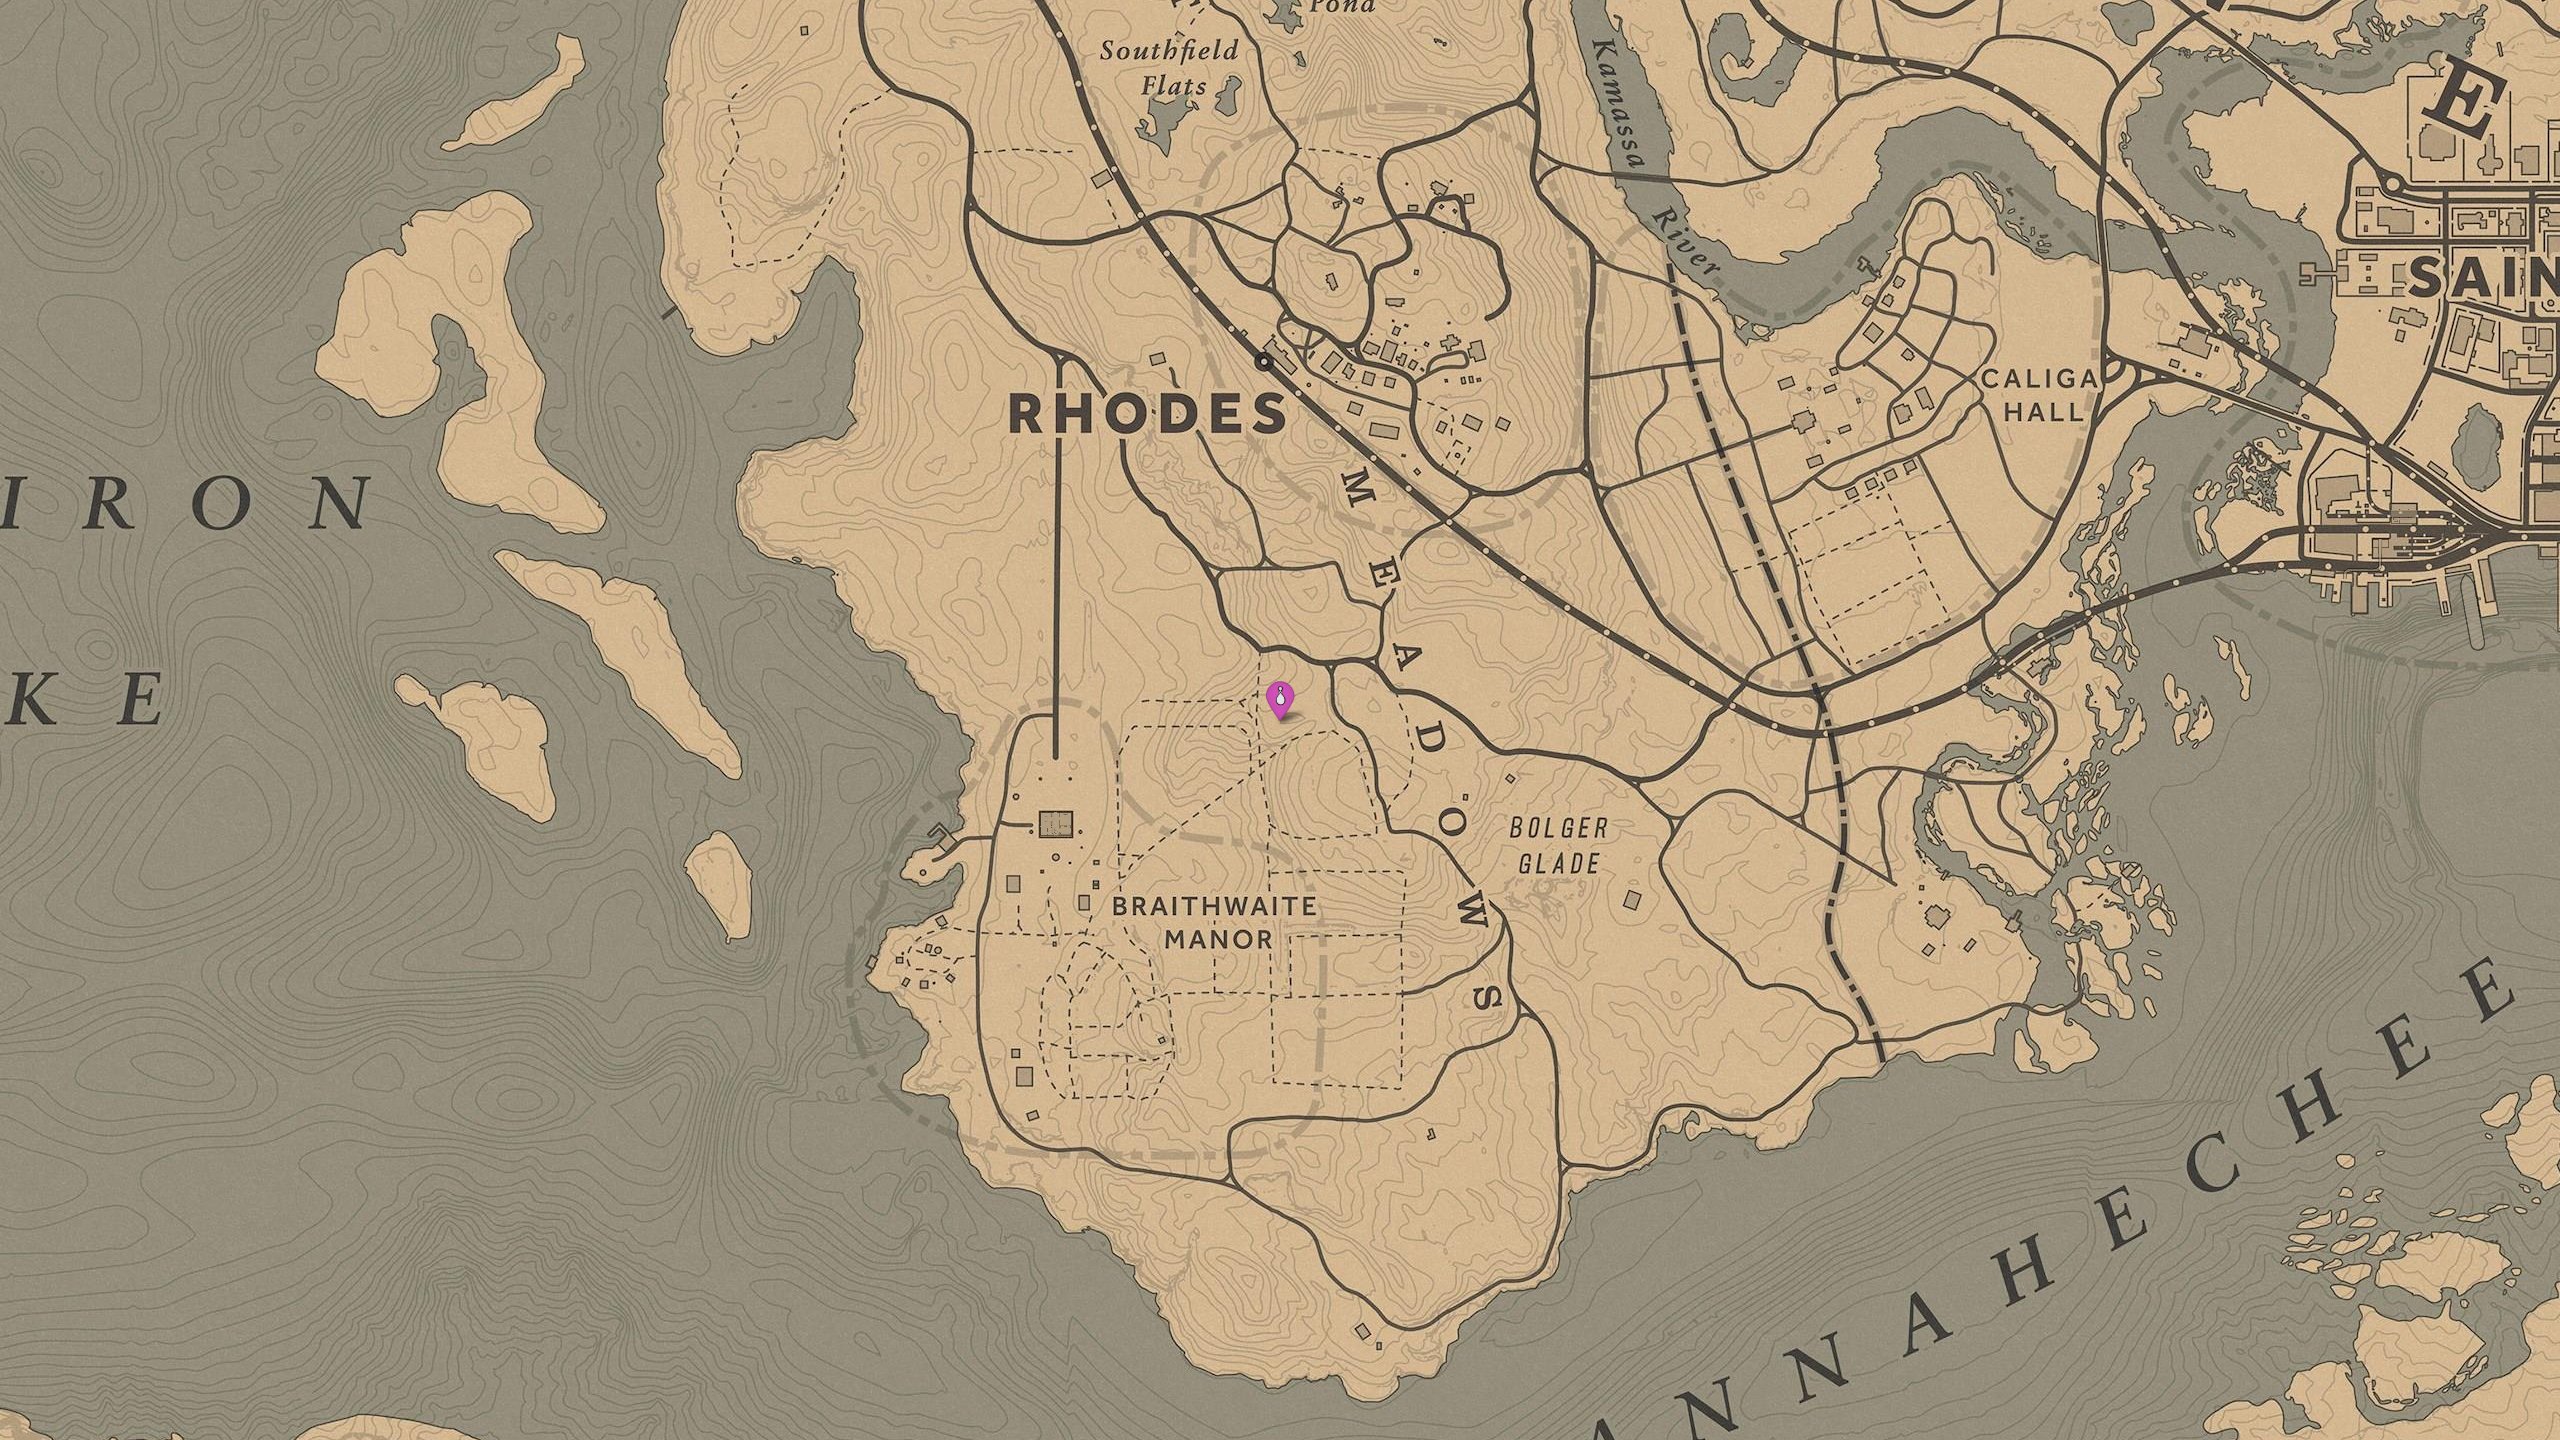 Pond
Southfield
Flats
Kamassa
River
E
SAIN
CALIGA
HALL
RHODES
IRON
KE
MEADOWS
BOLGER
GLADE
BRAITHWAITE
MANOR
ANNAHECHEE